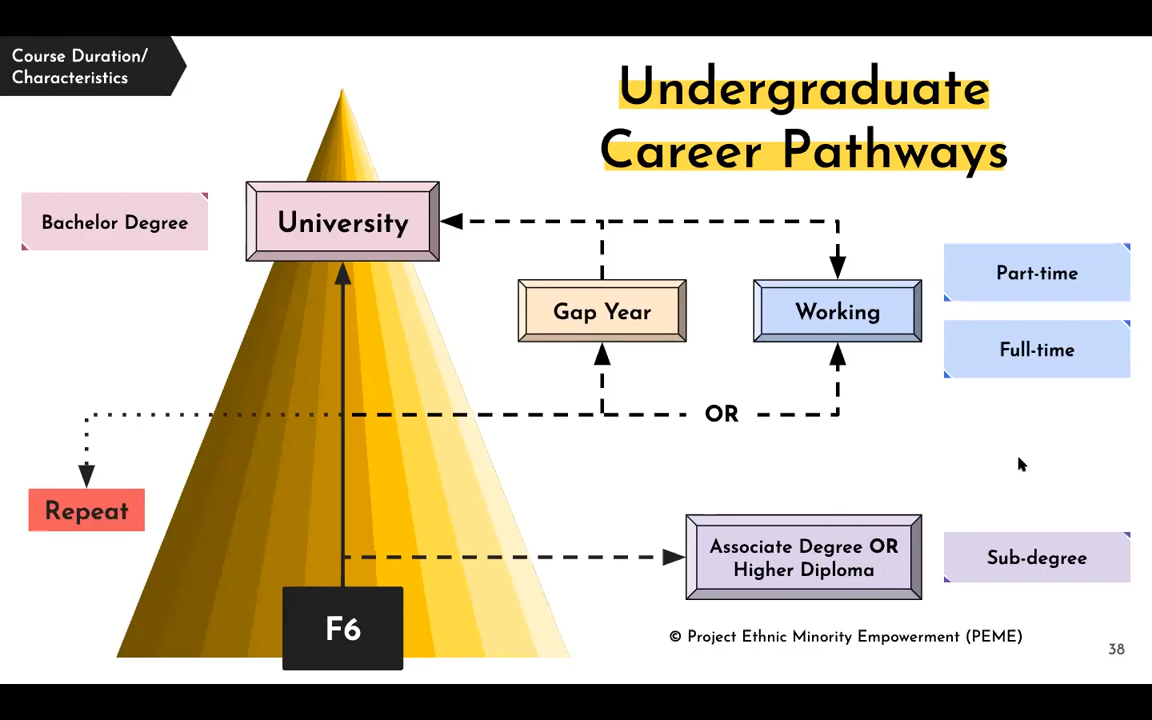 Course Duration/
Characteristics
Undergraduate
Career Pathways
Bachelor Degree
University
Gap Year
Working
Part-time
Full-time
OR
Repeat
Associate Degree OR
Higher Diploma
Sub-degree
F6
© Project Ethnic Minority Empowerment (PEME)
38